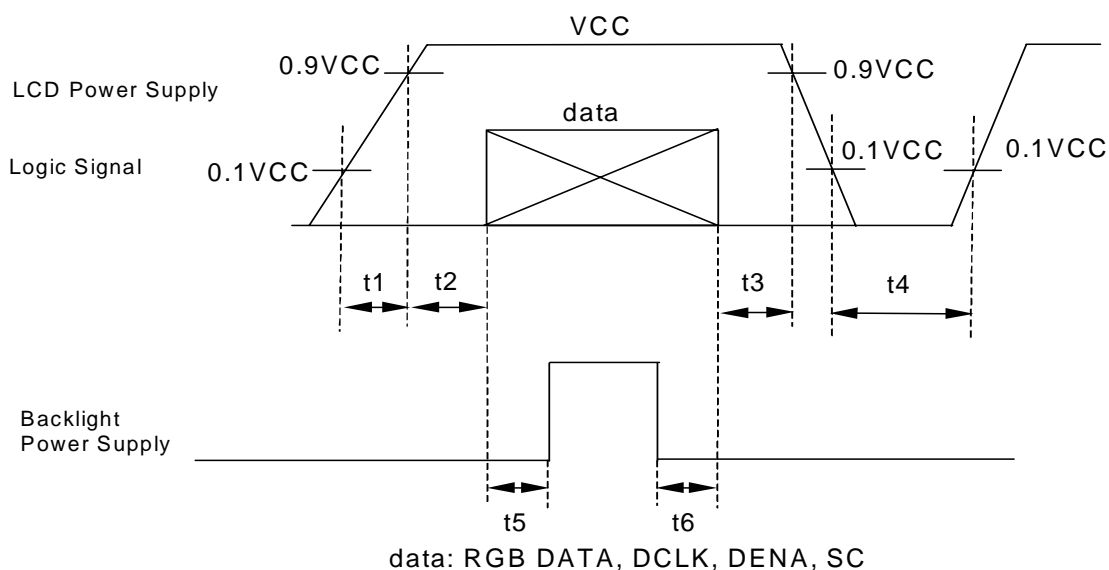 VCC
0.9VCC
0.9VCC
LCD Power Supply
data
Logic Signal
0.1VCC
0.1VCC
0.1VCC
t1
t2
t3
t4
Backlight
Power Supply
t5
t6
data: RGB DATA, DCLK, DENA, SC